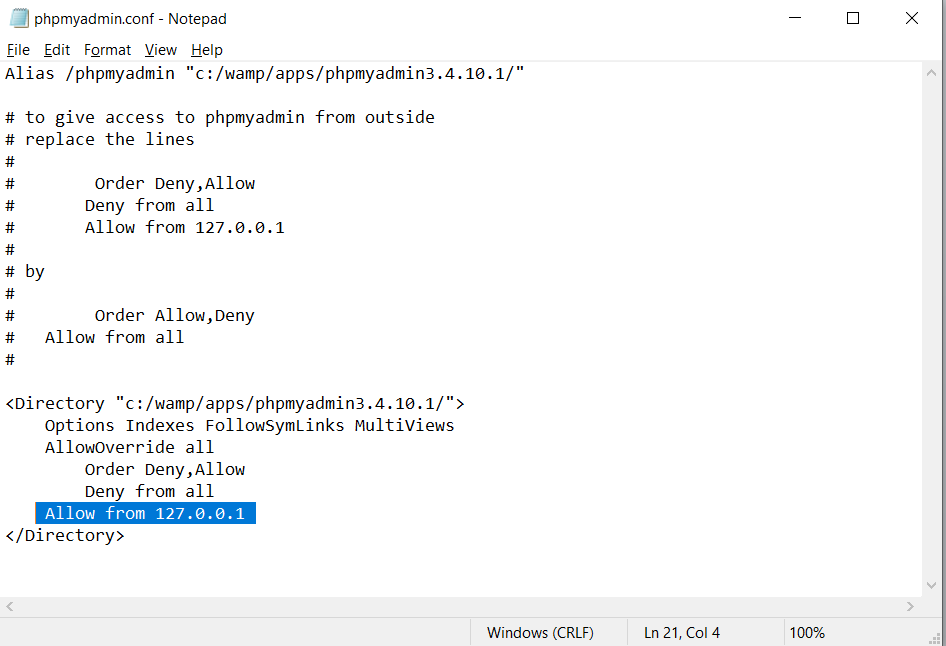 phpmyadmin.conf - Notepad
File Edit Format View Help
Alias /phpmyadmin "c:/wamp/apps/phpmyadmin3.4.10.1/"
# to give access to phpmyadmin from outside
# replace the lines
#
# Order Deny,Allow
# Deny from all
# Allow from 127.0.0.1
#
# by
#
# Order Allow,Deny
# Allow from all
#
<Directory "c:/wamp/apps/phpmyadmin3.4.10.1/">
Options Indexes FollowSymLinks MultiViews
AllowOverride all
Order Deny,Allow
Deny from all
Allow from 127.0.0.1
</Directory>
Windows (CRLF) Ln 21, Col 4 100%